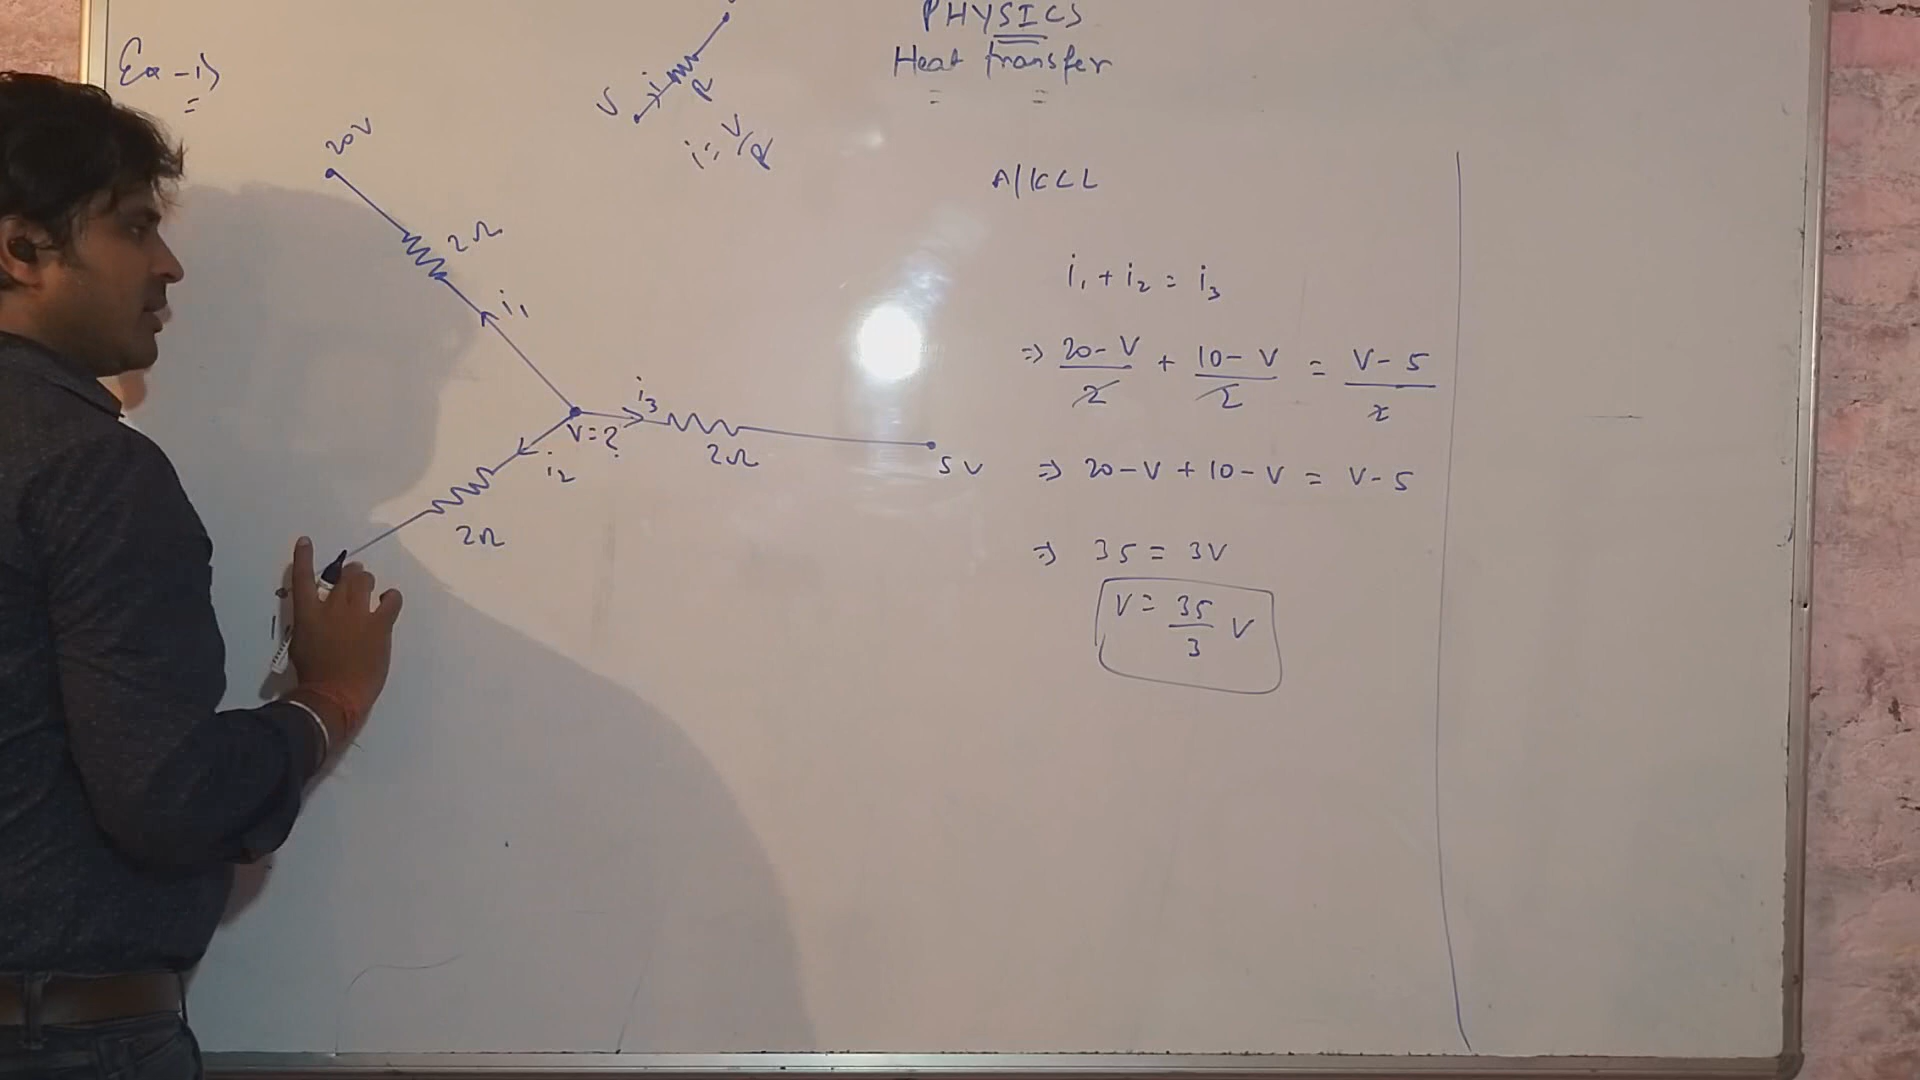 PHYSICS
Heat transfer
Ex-1)
V
i
R
i = V/R
20V
2Ω
i₁
i₃
V=?
2Ω
5V
i₂
2Ω
A/KCL
i₁ + i₂ = i₃
⇒ 20-V/2 + 10-V/2 = V-5/2
⇒ 20-V + 10-V = V-5
⇒ 35 = 3V
V = 35/3 V